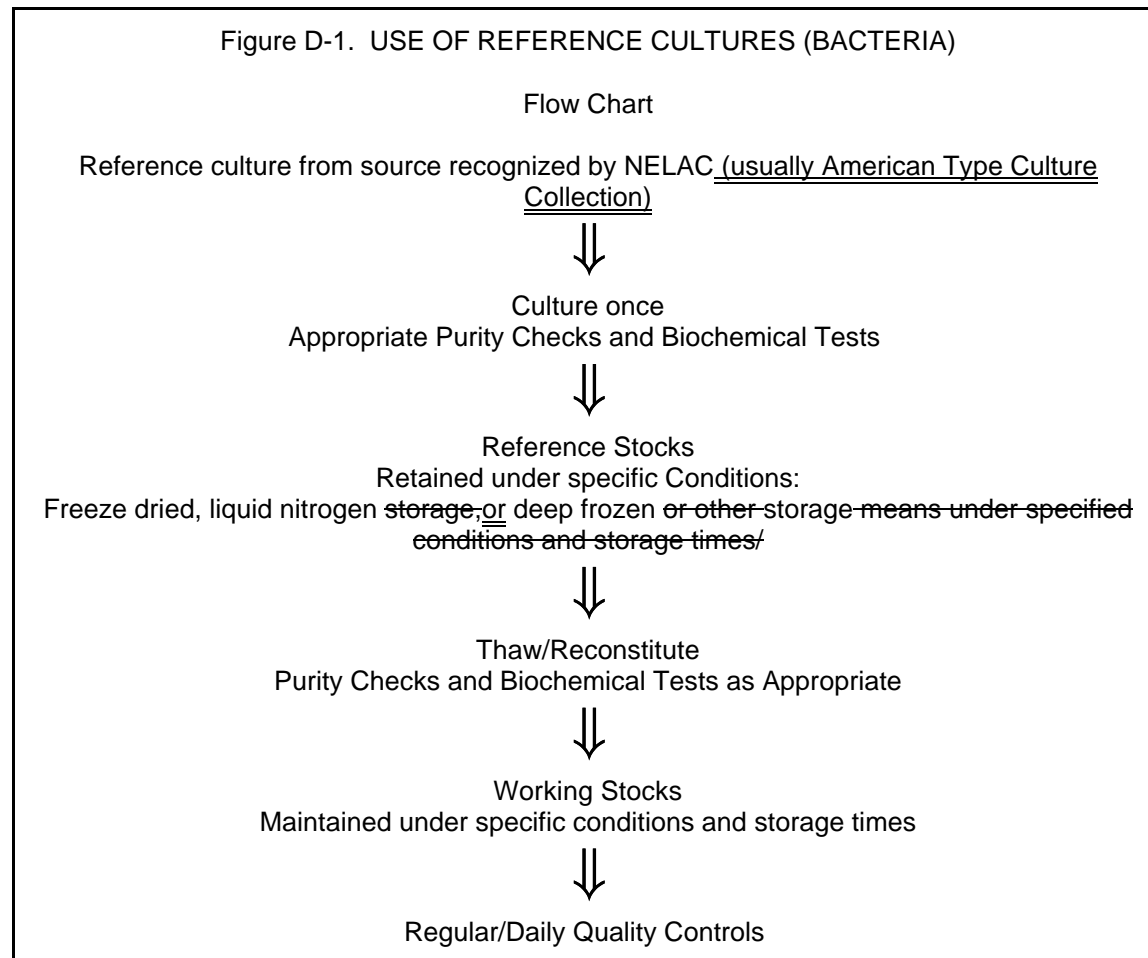 Figure D-1. USE OF REFERENCE CULTURES (BACTERIA)
Flow Chart
Reference culture from source recognized by NELAC (usually American Type Culture
Collection)
⇓
Culture once
Appropriate Purity Checks and Biochemical Tests
⇓
Reference Stocks
Retained under specific Conditions:
Freeze dried, liquid nitrogen storage,or deep frozen or other storage means under specified
conditions and storage times/
⇓
Thaw/Reconstitute
Purity Checks and Biochemical Tests as Appropriate
⇓
Working Stocks
Maintained under specific conditions and storage times
⇓
Regular/Daily Quality Controls